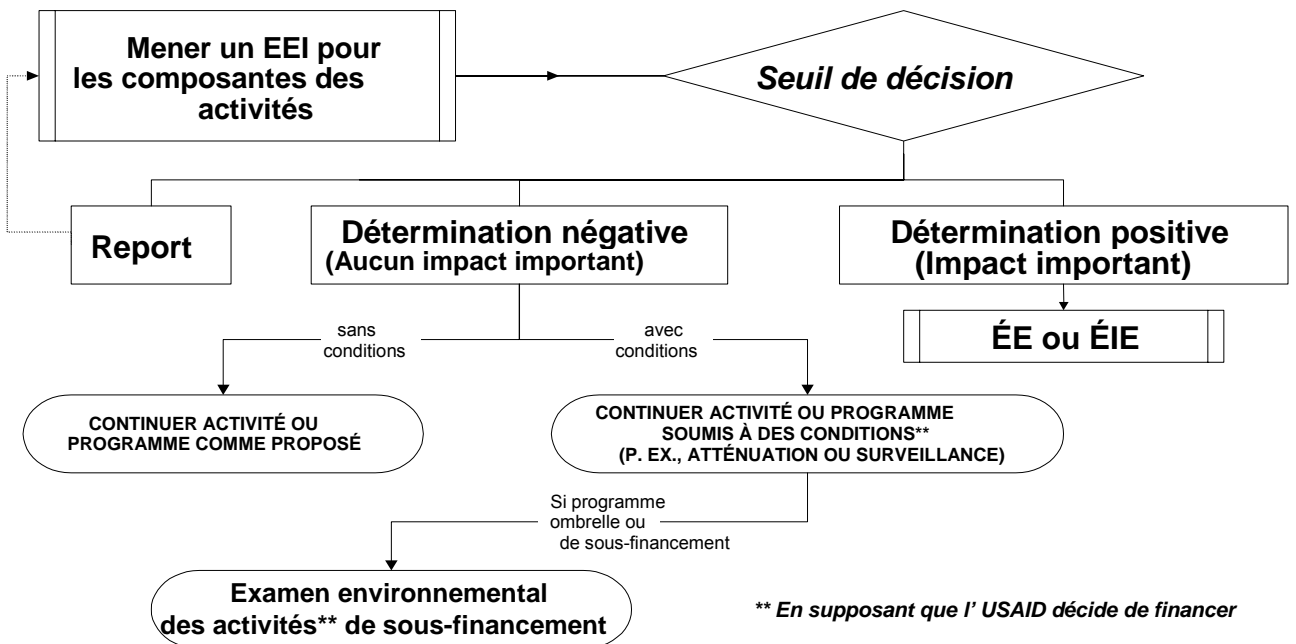 Mener un EEI pour
les composantes des
activités
Seuil de décision
Report
Détermination négative
(Aucun impact important)
Détermination positive
(Impact important)
ÉE ou ÉIE
sans
conditions
avec
conditions
CONTINUER ACTIVITÉ OU
PROGRAMME COMME PROPOSÉ
CONTINUER ACTIVITÉ OU PROGRAMME
SOUMIS À DES CONDITIONS**
(P. EX., ATTÉNUATION OU SURVEILLANCE)
Si programme
ombrelle ou
de sous-financement
Examen environnemental
des activités** de sous-financement
** En supposant que l' USAID décide de financer